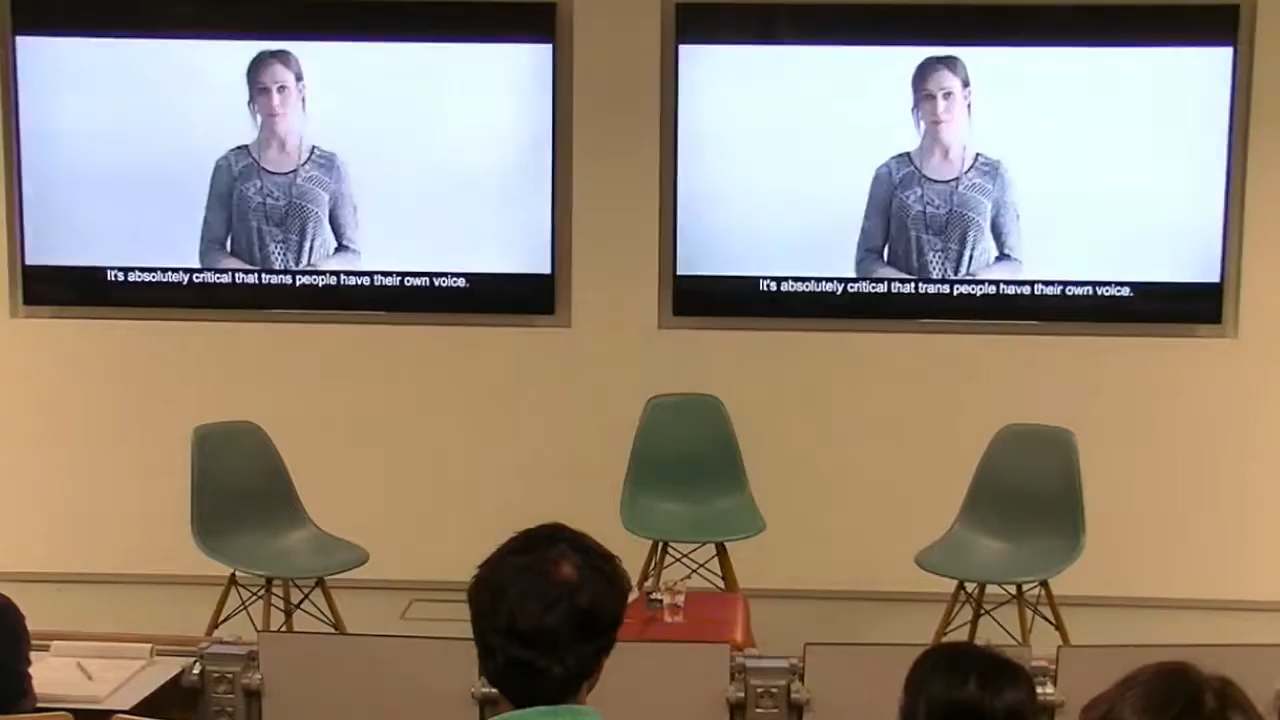 It's absolutely critical that trans people have their own voice.
It's absolutely critical that trans people have their own voice.